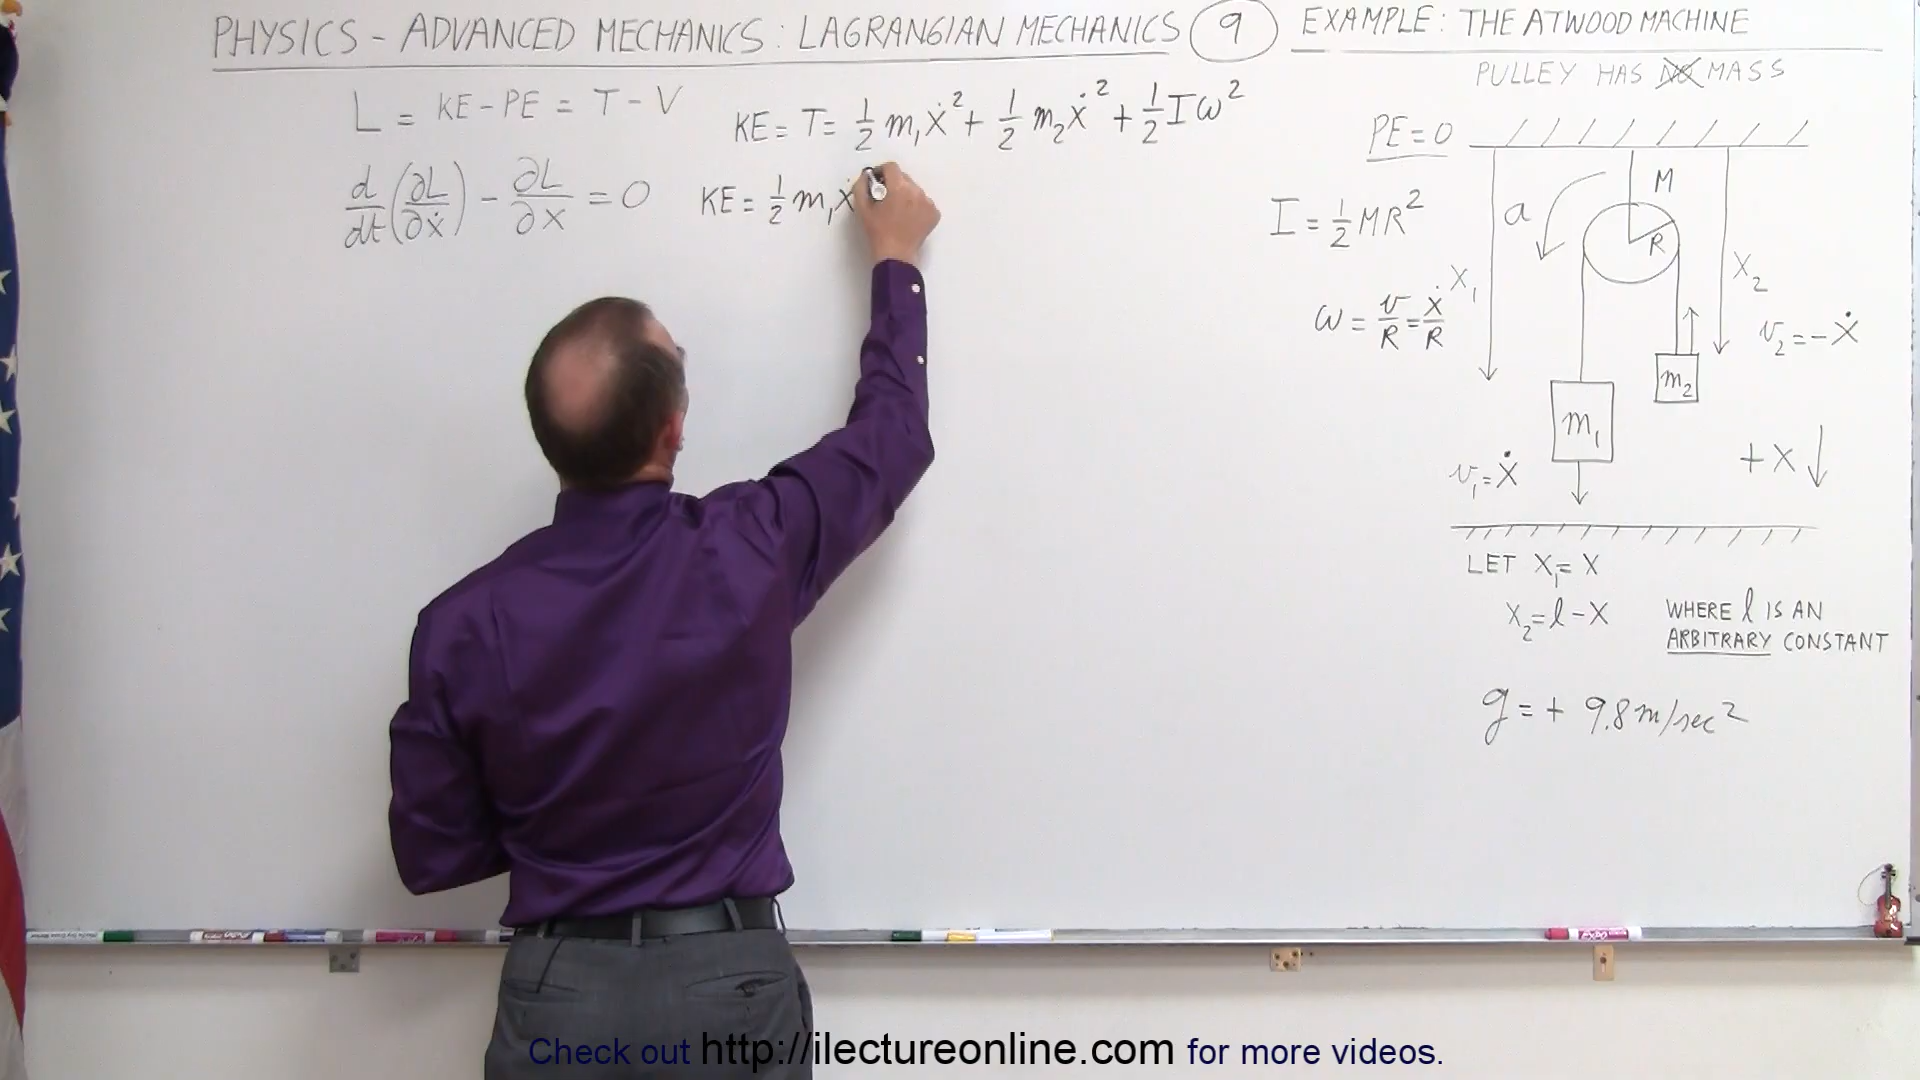 PHYSICS - ADVANCED MECHANICS : LAGRANGIAN MECHANICS 9 EXAMPLE : THE ATWOOD MACHINE
PULLEY HAS NO MASS
L = KE - PE = T - V
KE = T = 1/2 m₁ẋ² + 1/2 m₂ẋ² + 1/2 Iω²
d/dt (∂L/∂ẋ) - ∂L/∂x = 0
KE = 1/2 m₁ẋ
PE = 0
I = 1/2 MR²
ω = v/R = ẋ/R
a
M
R
X₁
X₂
v₂ = -Ẋ
m₂
m₁
v₁ = Ẋ
+X ↓
LET X₁ = X
X₂ = l - X
WHERE l IS AN
ARBITRARY CONSTANT
g = + 9.8 m/sec²
Check out http://ilectureonline.com for more videos.